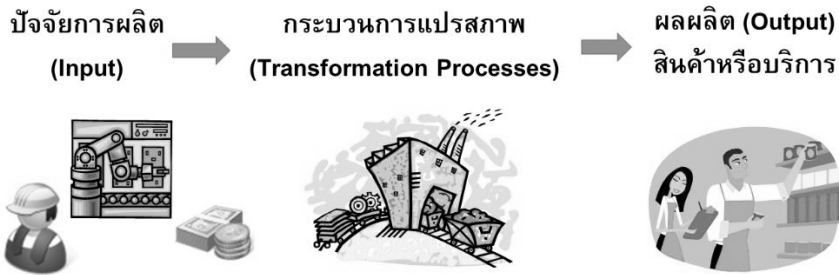 ปัจจัยการผลิต
(Input)
กระบวนการแปรสภาพ
(Transformation Processes)
ผลผลิต (Output)
สินค้าหรือบริการ